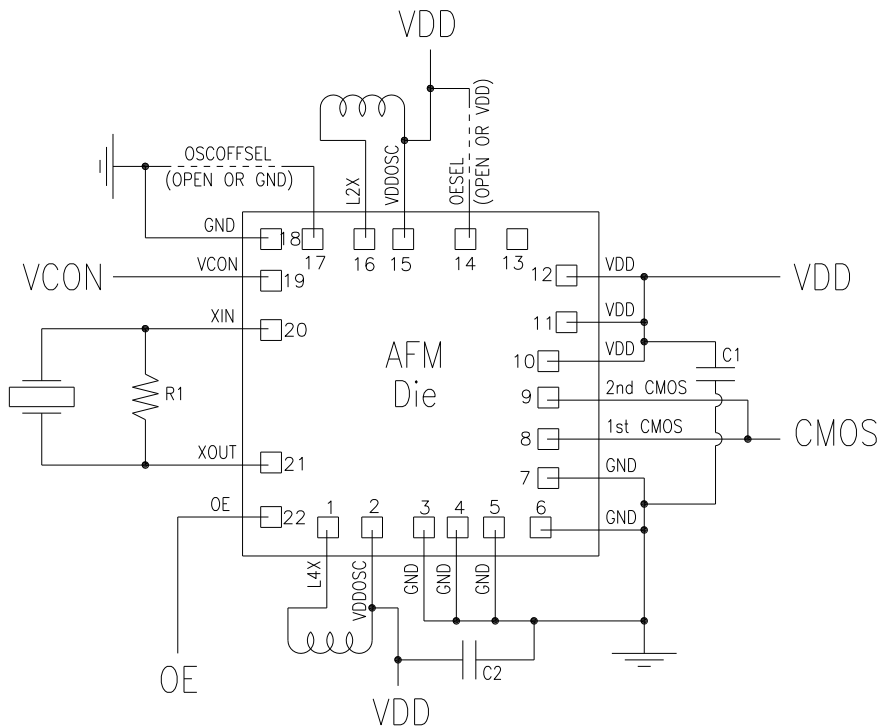 VDD
OSCOFFSEL
(OPEN OR GND)
L2X
VDDOSC
OESEL
(OPEN OR VDD)
GND
18
17
16
15
14
13
VCON
VCON
19
12
VDD
VDD
XIN
20
11
VDD
AFM
Die
10
VDD
C1
R1
9
2nd CMOS
8
1st CMOS
CMOS
XOUT
21
7
GND
OE
22
1
2
3
4
5
6
GND
L4X
VDDOSC
GND
GND
GND
C2
OE
VDD